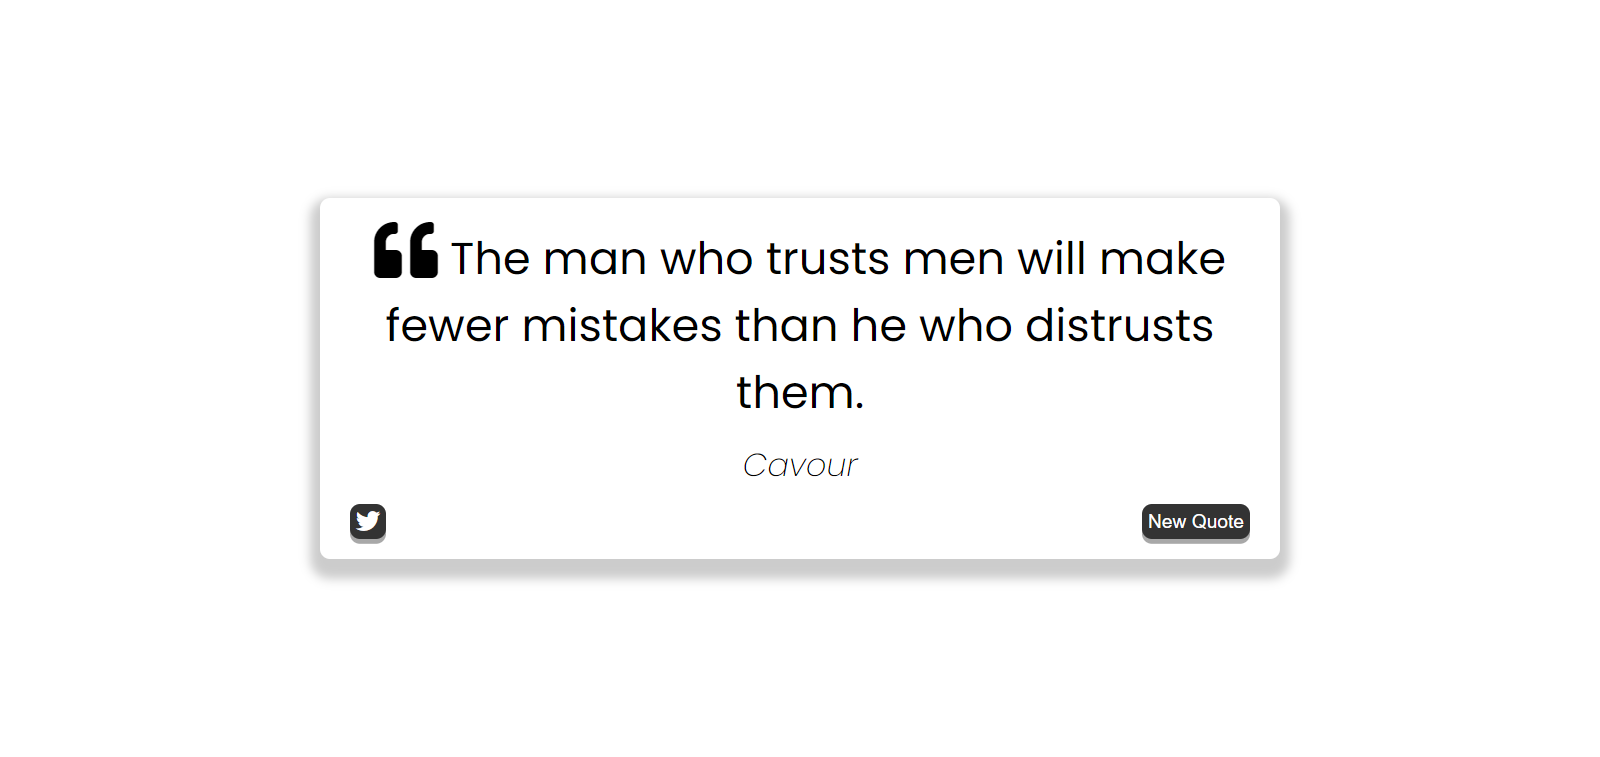 “ The man who trusts men will make
fewer mistakes than he who distrusts
them.
Cavour
New Quote